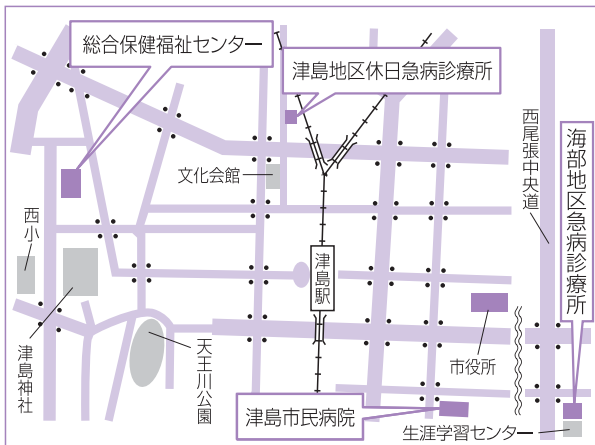 総合保健福祉センター
津島地区休日急病診療所
西尾張中央道
海部地区急病診療所
文化会館
西小
津島駅
市役所
津島神社
天王川公園
津島市民病院
生涯学習センター